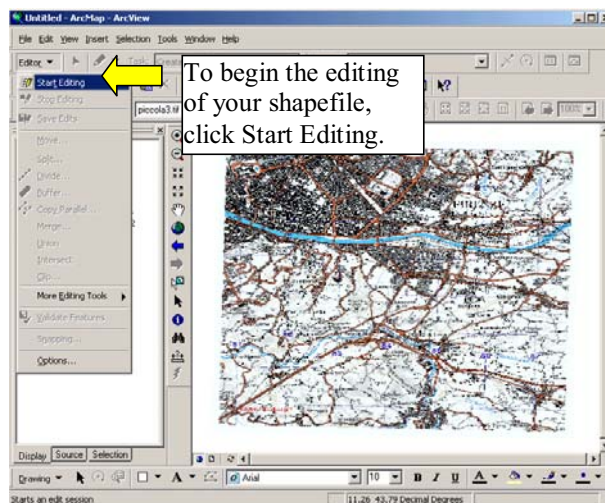 Untitled - ArcMap - ArcView
File Edit View Insert Selection Tools Window Help
Editor
Start Editing
Stop Editing
Save Edits
Move...
Split...
Divide...
Buffer...
Copy Parallel...
Merge...
Union
Intersect
Clip...
More Editing Tools
Validate Features
Snapping...
Options...
To begin the editing
of your shapefile,
click Start Editing.
piccola3.tif
100%
Display Source Selection
Drawing Arial 10 B I U A
Starts an edit session 11.26 43.79 Decimal Degrees